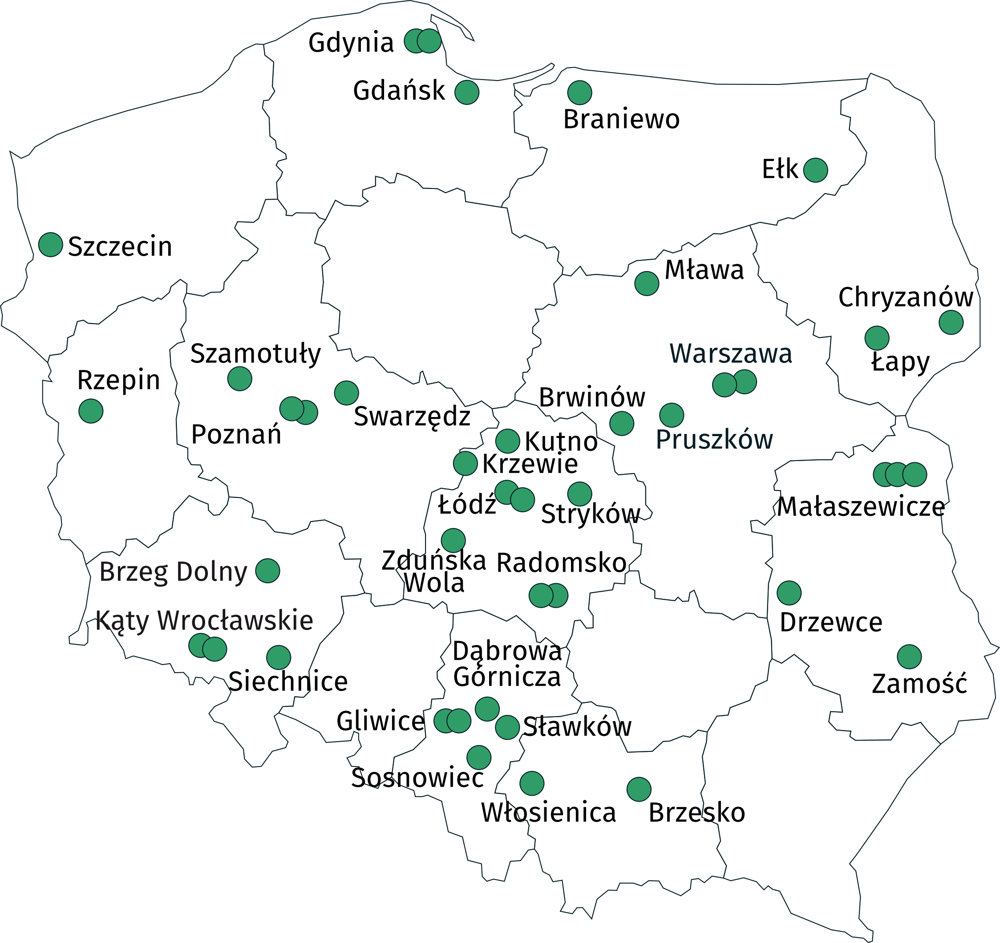 Gdynia
Gdańsk
Braniewo
Ełk
Szczecin
Mława
Chryzanów
Szamotuły
Warszawa
Łapy
Rzepin
Brwinów
Swarzędz
Poznań
Kutno
Pruszków
Krzewie
Łódź
Stryków
Małaszewicze
Zduńska
Wola
Radomsko
Brzeg Dolny
Kąty Wrocławskie
Drzewce
Dąbrowa
Górnicza
Siechnice
Zamość
Gliwice
Sławków
Sosnowiec
Włosienica
Brzesko